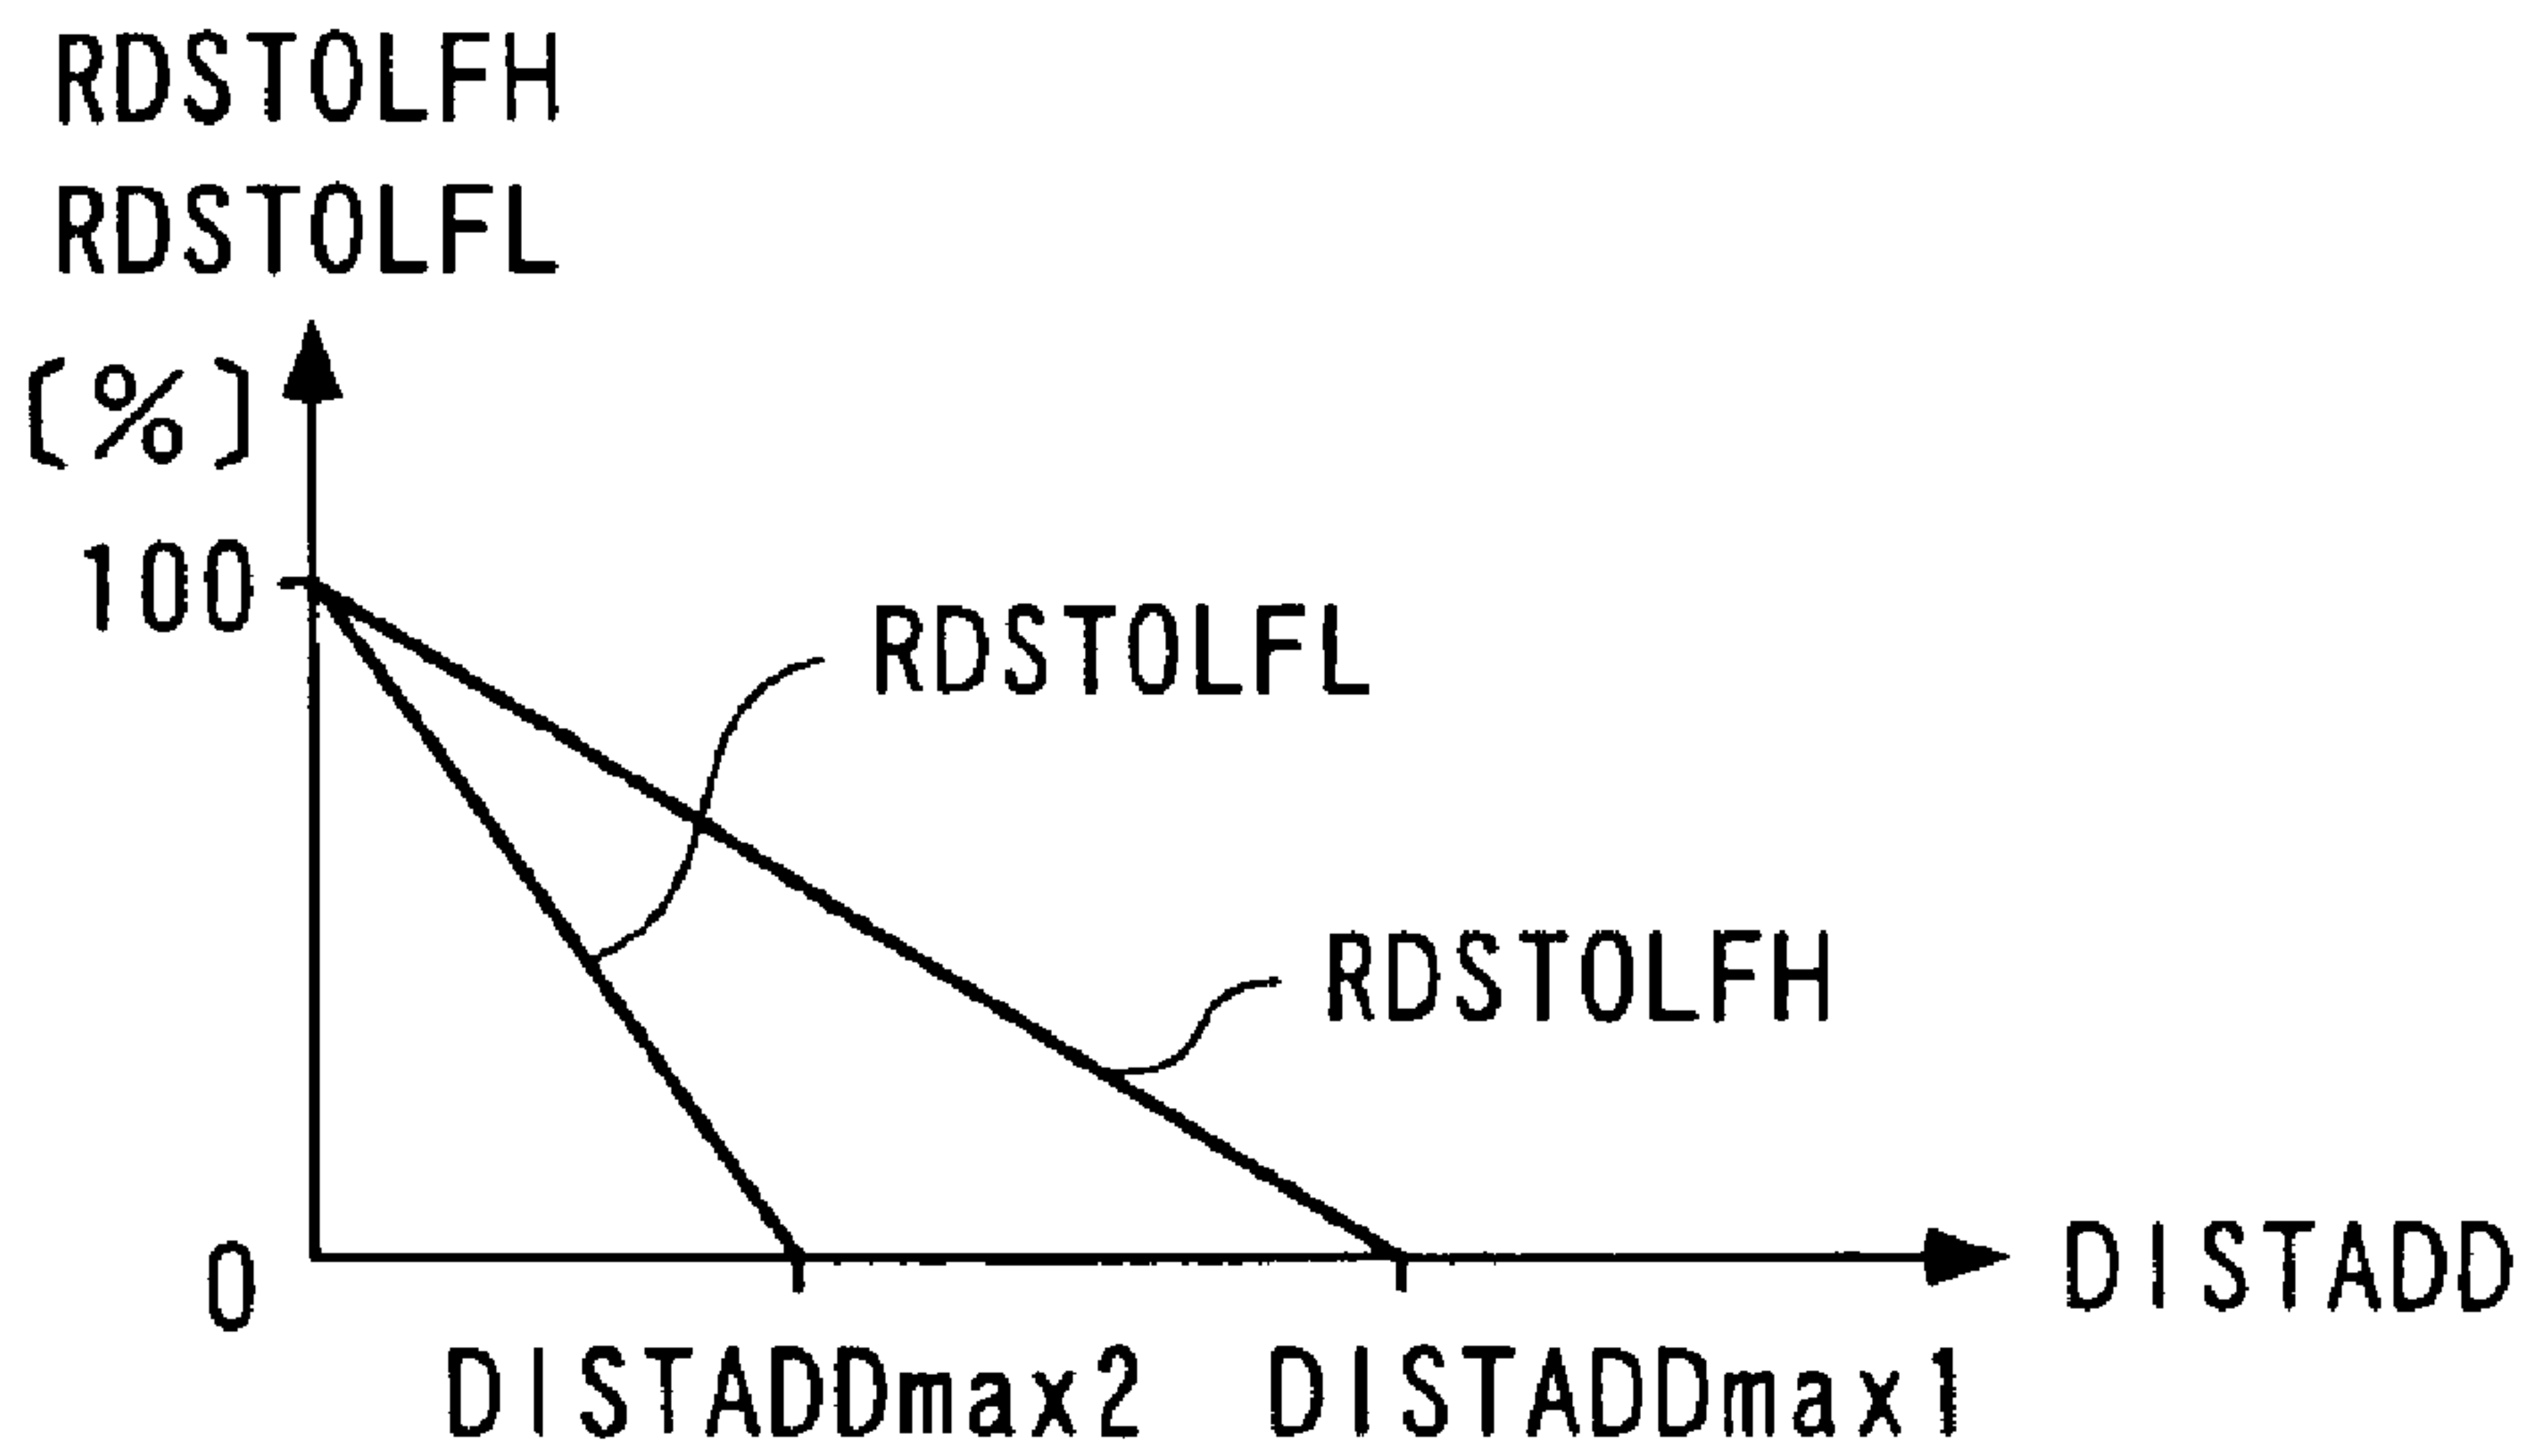 RDSTOLFH
RDSTOLFL
(%)
100
RDSTOLFL
RDSTOLFH
0
DISTADD
DISTADDmax2
DISTADDmax1